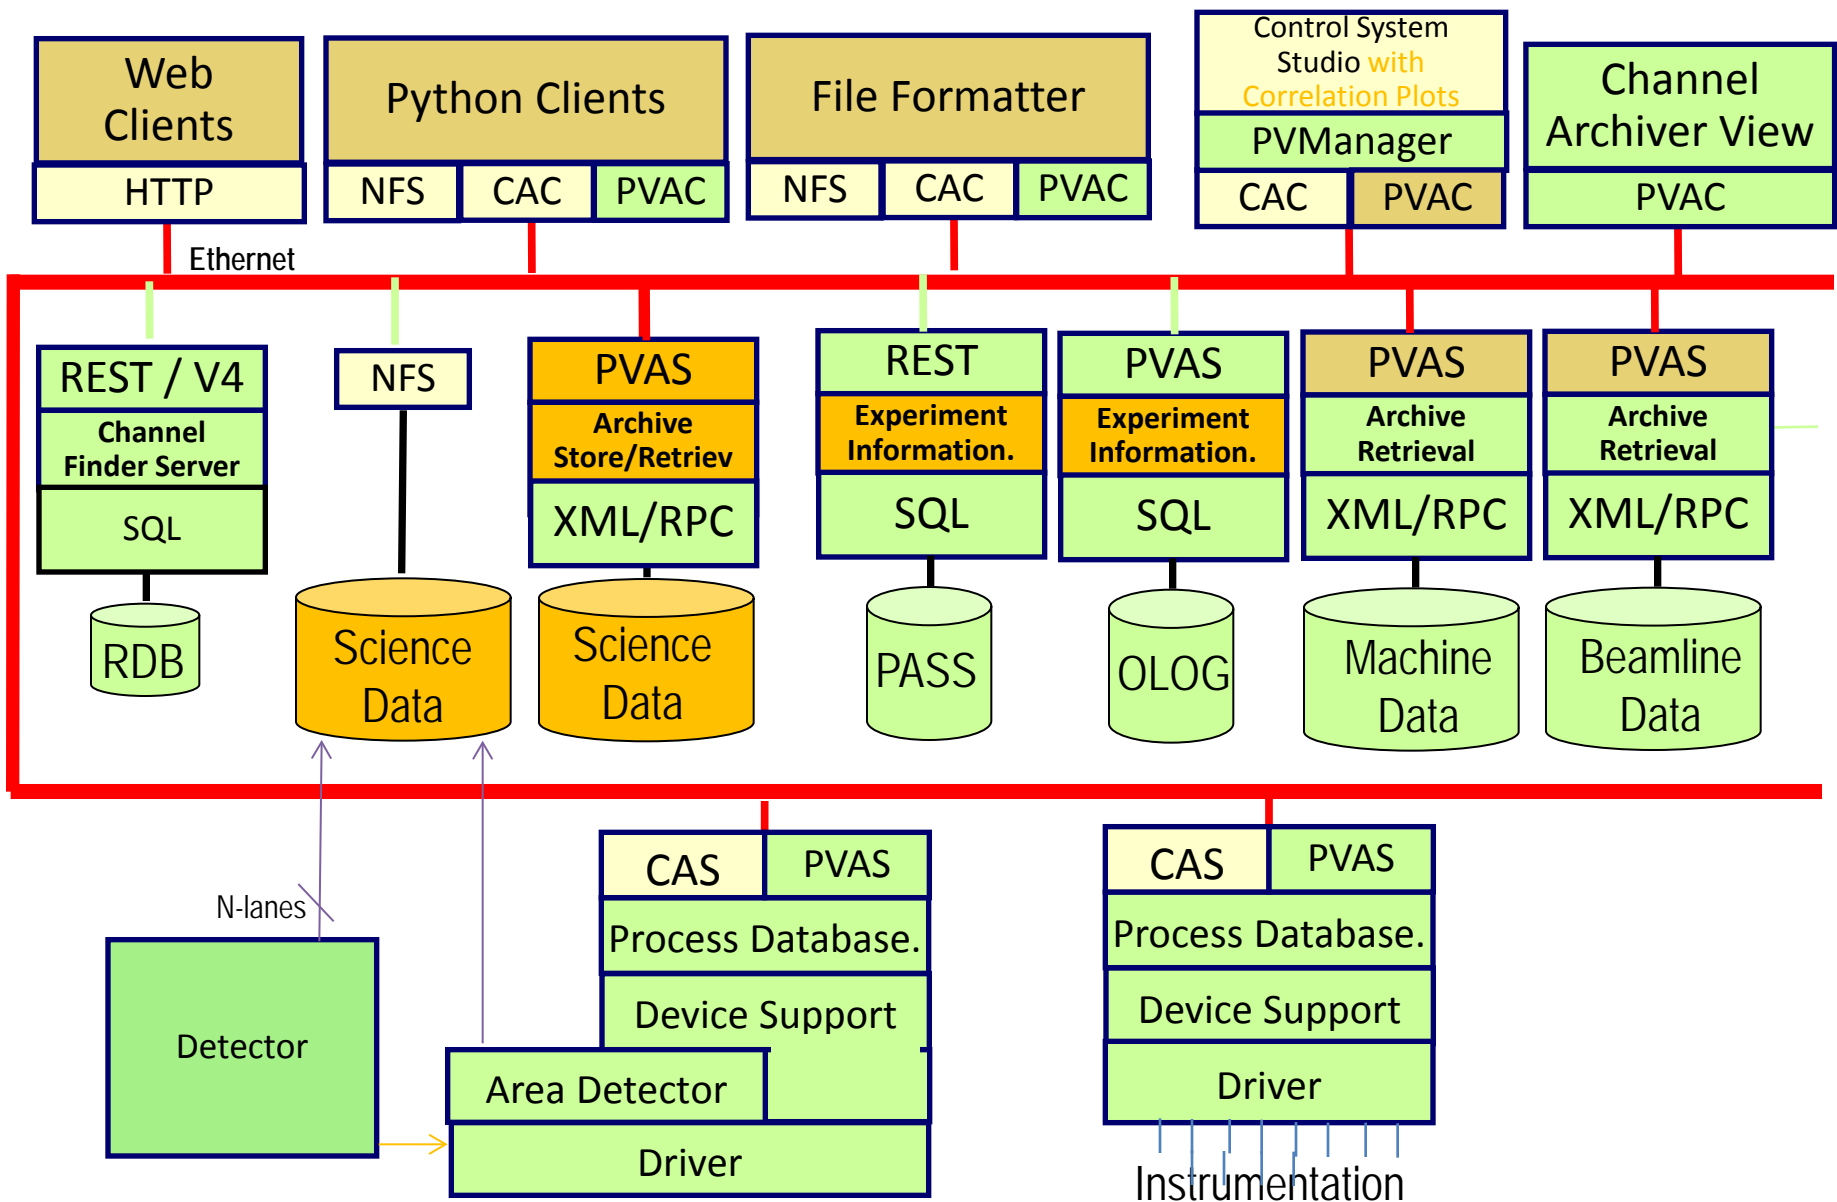 Web
Clients
HTTP
Python Clients
NFS
CAC
PVAC
File Formatter
NFS
CAC
PVAC
Control System
Studio with
Correlation Plots
PVManager
CAC
PVAC
Channel
Archiver View
PVAC
Ethernet
REST / V4
Channel
Finder Server
SQL
RDB
NFS
Science
Data
PVAS
Archive
Store/Retriev
XML/RPC
Science
Data
REST
Experiment
Information.
SQL
PASS
PVAS
Experiment
Information.
SQL
OLOG
PVAS
Archive
Retrieval
XML/RPC
Machine
Data
PVAS
Archive
Retrieval
XML/RPC
Beamline
Data
N-lanes
Detector
CAS
PVAS
Process Database.
Device Support
Area Detector
Driver
CAS
PVAS
Process Database.
Device Support
Driver
Instrumentation